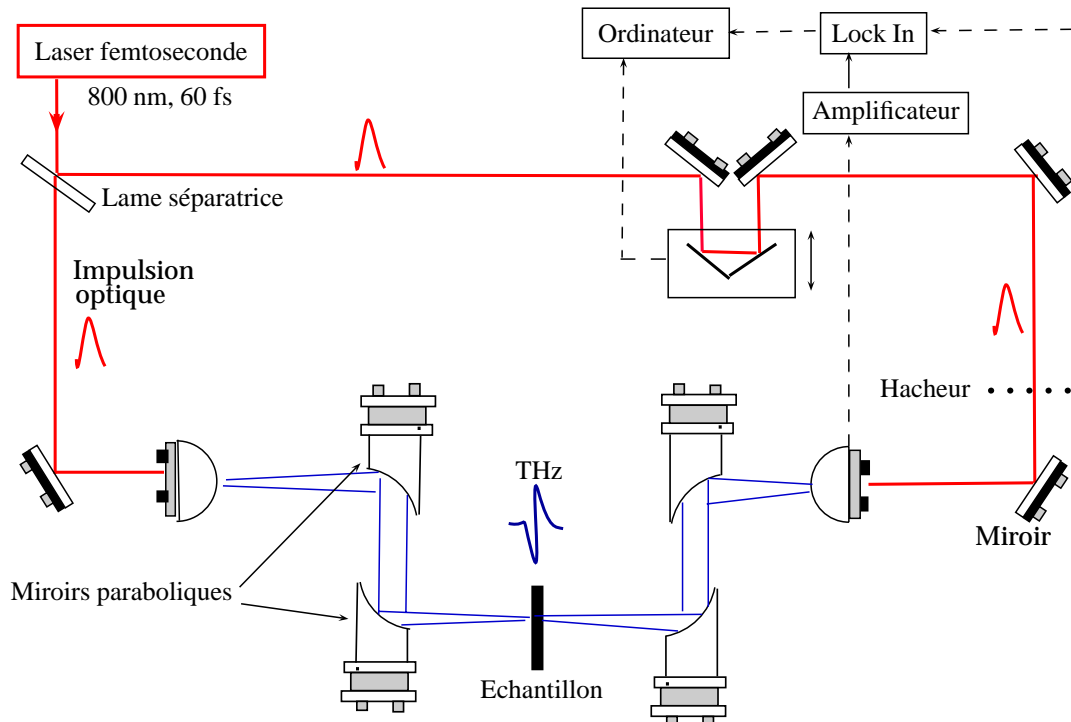 Laser femtoseconde
800 nm, 60 fs
Ordinateur
Lock In
Amplificateur
Lame séparatrice
Impulsion
optique
Hacheur
THz
Miroir
Miroirs paraboliques
Echantillon